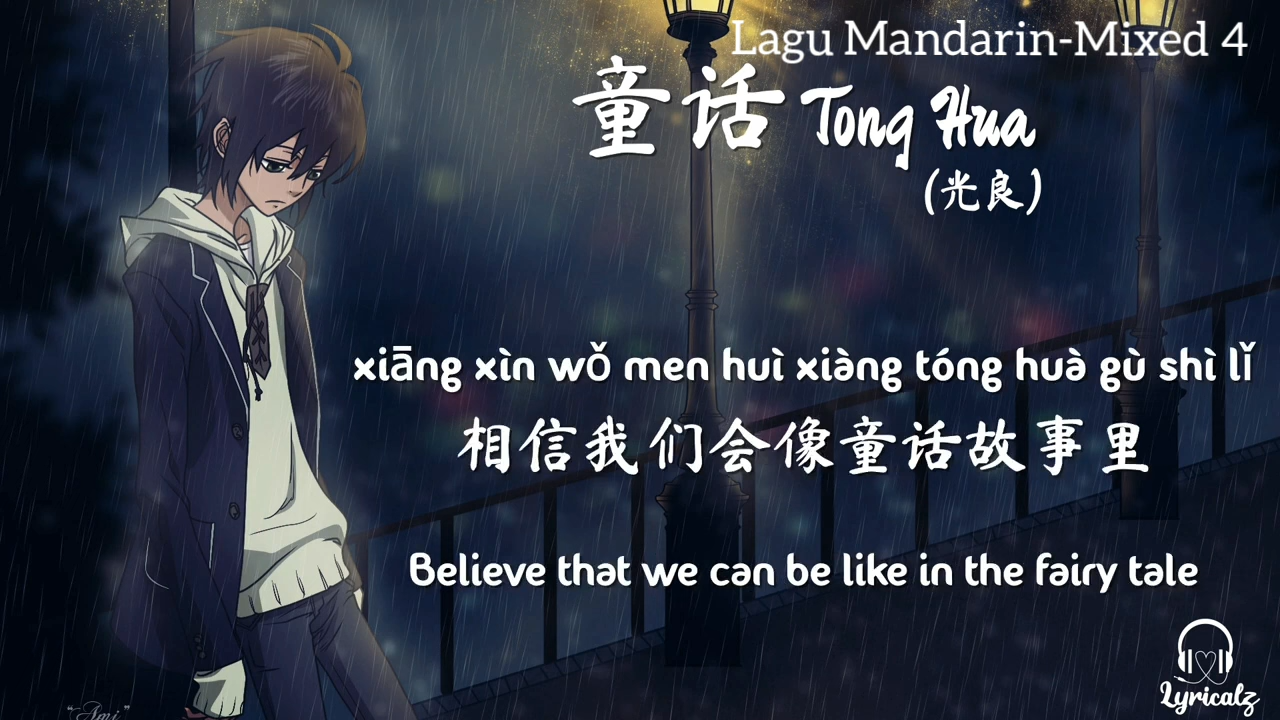 Lagu Mandarin-Mixed 4
童话 Tong Hua
(光良)
xiāng xìn wǒ men huì xiàng tóng huà gù shì lǐ
相信我们会像童话故事里
Believe that we can be like in the fairy tale
Lyricalz
"Ami"